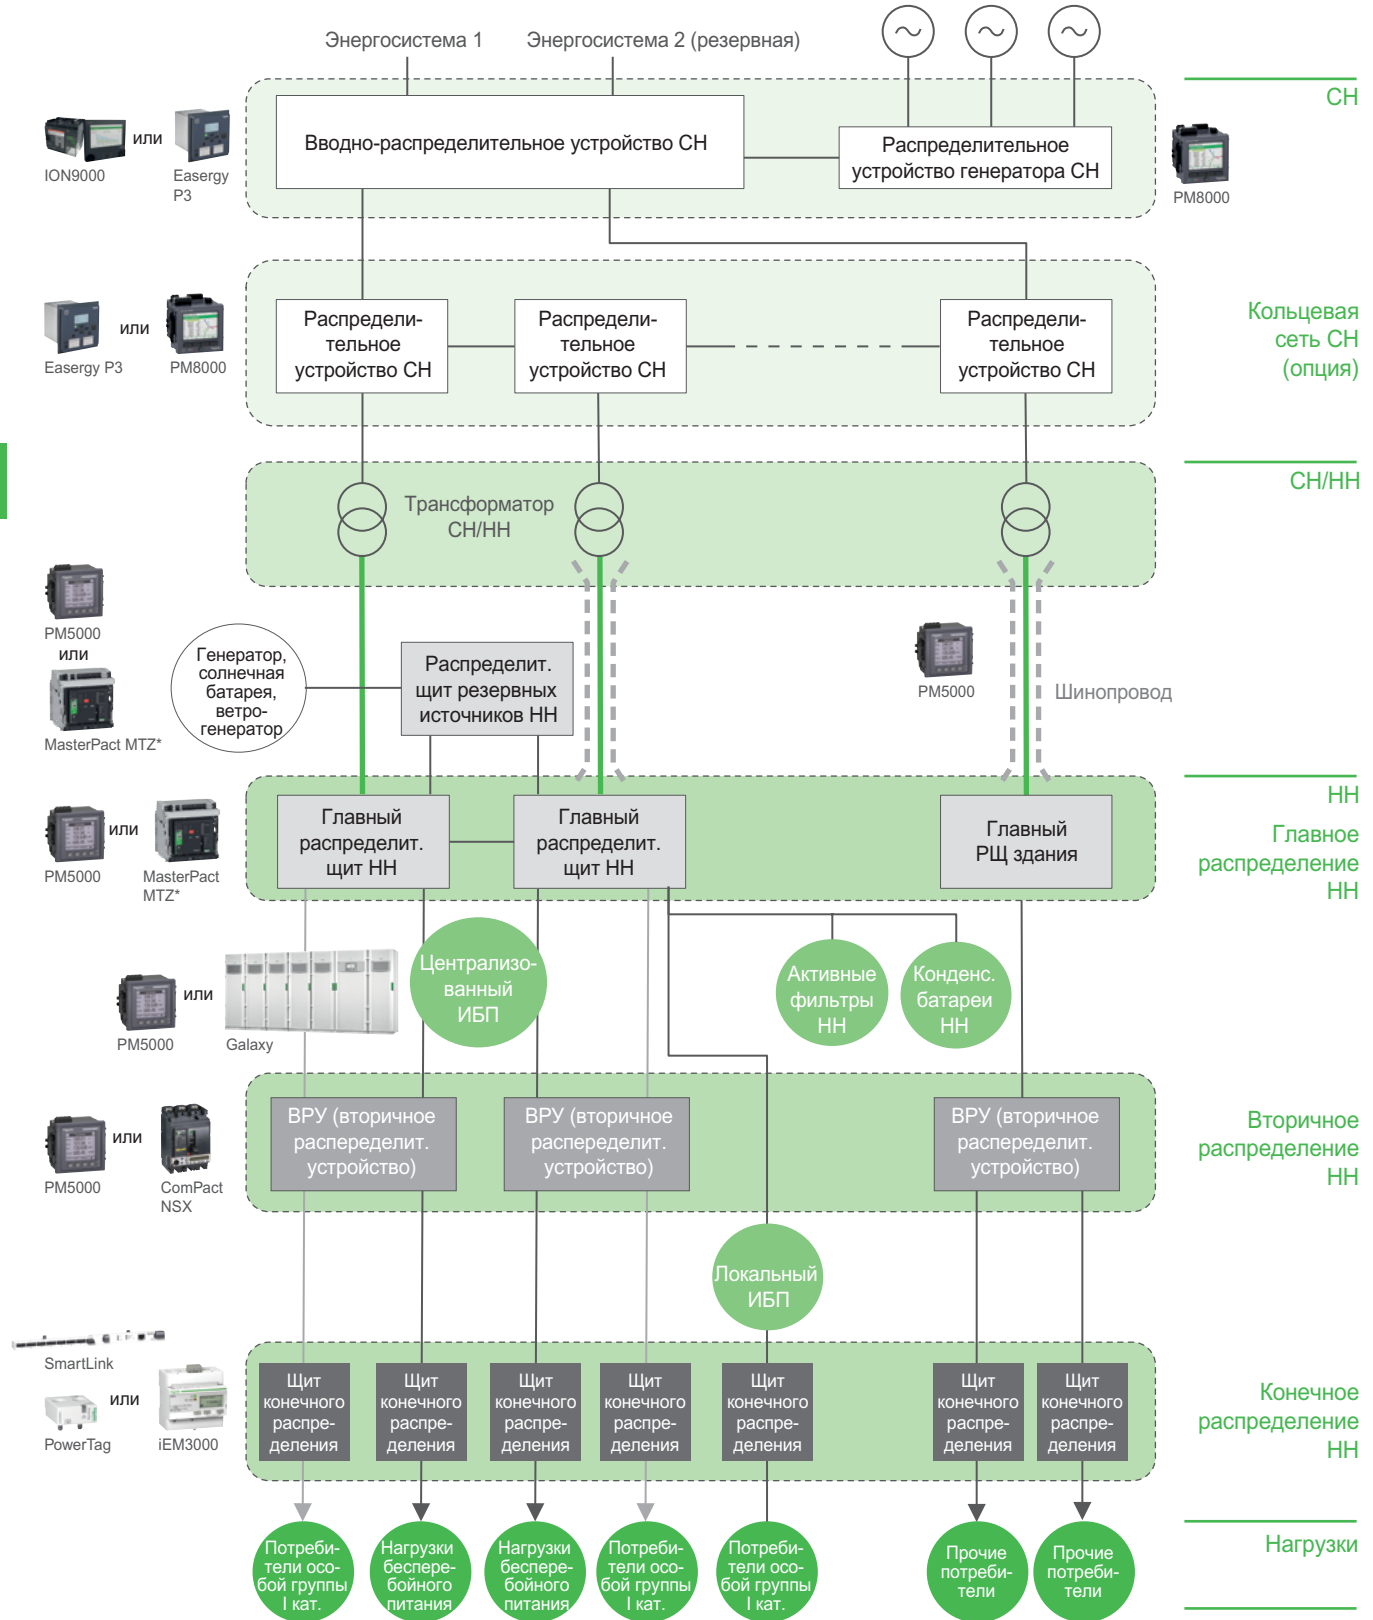 Энергосистема 1
Энергосистема 2 (резервная)
СН
Вводно-распределительное устройство СН
Распределительное
устройство генератора СН
или
ION9000
Easergy
P3
PM8000
Кольцевая
сеть СН
(опция)
Распредели-
тельное
устройство СН
Распредели-
тельное
устройство СН
Распредели-
тельное
устройство СН
или
Easergy P3
PM8000
СН/НН
Трансформатор
СН/НН
PM5000
или
MasterPact MTZ*
Генератор,
солнечная
батарея,
ветро-
генератор
Распределит.
щит резервных
источников НН
PM5000
Шинопровод
НН
Главное
распределение
НН
Главный
распределит.
щит НН
Главный
распределит.
щит НН
Главный
РЩ здания
или
PM5000
MasterPact
MTZ*
Централизо-
ванный
ИБП
Активные
фильтры
НН
Конденс.
батареи
НН
или
PM5000
Galaxy
Вторичное
распределение
НН
ВРУ (вторичное
распеределит.
устройство)
ВРУ (вторичное
распеределит.
устройство)
ВРУ (вторичное
распеределит.
устройство)
или
PM5000
ComPact
NSX
Локальный
ИБП
SmartLink
или
PowerTag
iEM3000
Щит
конечного
распре-
деления
Щит
конечного
распре-
деления
Щит
конечного
распре-
деления
Щит
конечного
распре-
деления
Щит
конечного
распре-
деления
Щит
конечного
распре-
деления
Щит
конечного
распре-
деления
Конечное
распределение
НН
Потреби-
тели осо-
бой группы
I кат.
Нагрузки
беспере-
бойного
питания
Нагрузки
беспере-
бойного
питания
Потреби-
тели осо-
бой группы
I кат.
Потреби-
тели осо-
бой группы
I кат.
Прочие
потреби-
тели
Прочие
потреби-
тели
Нагрузки